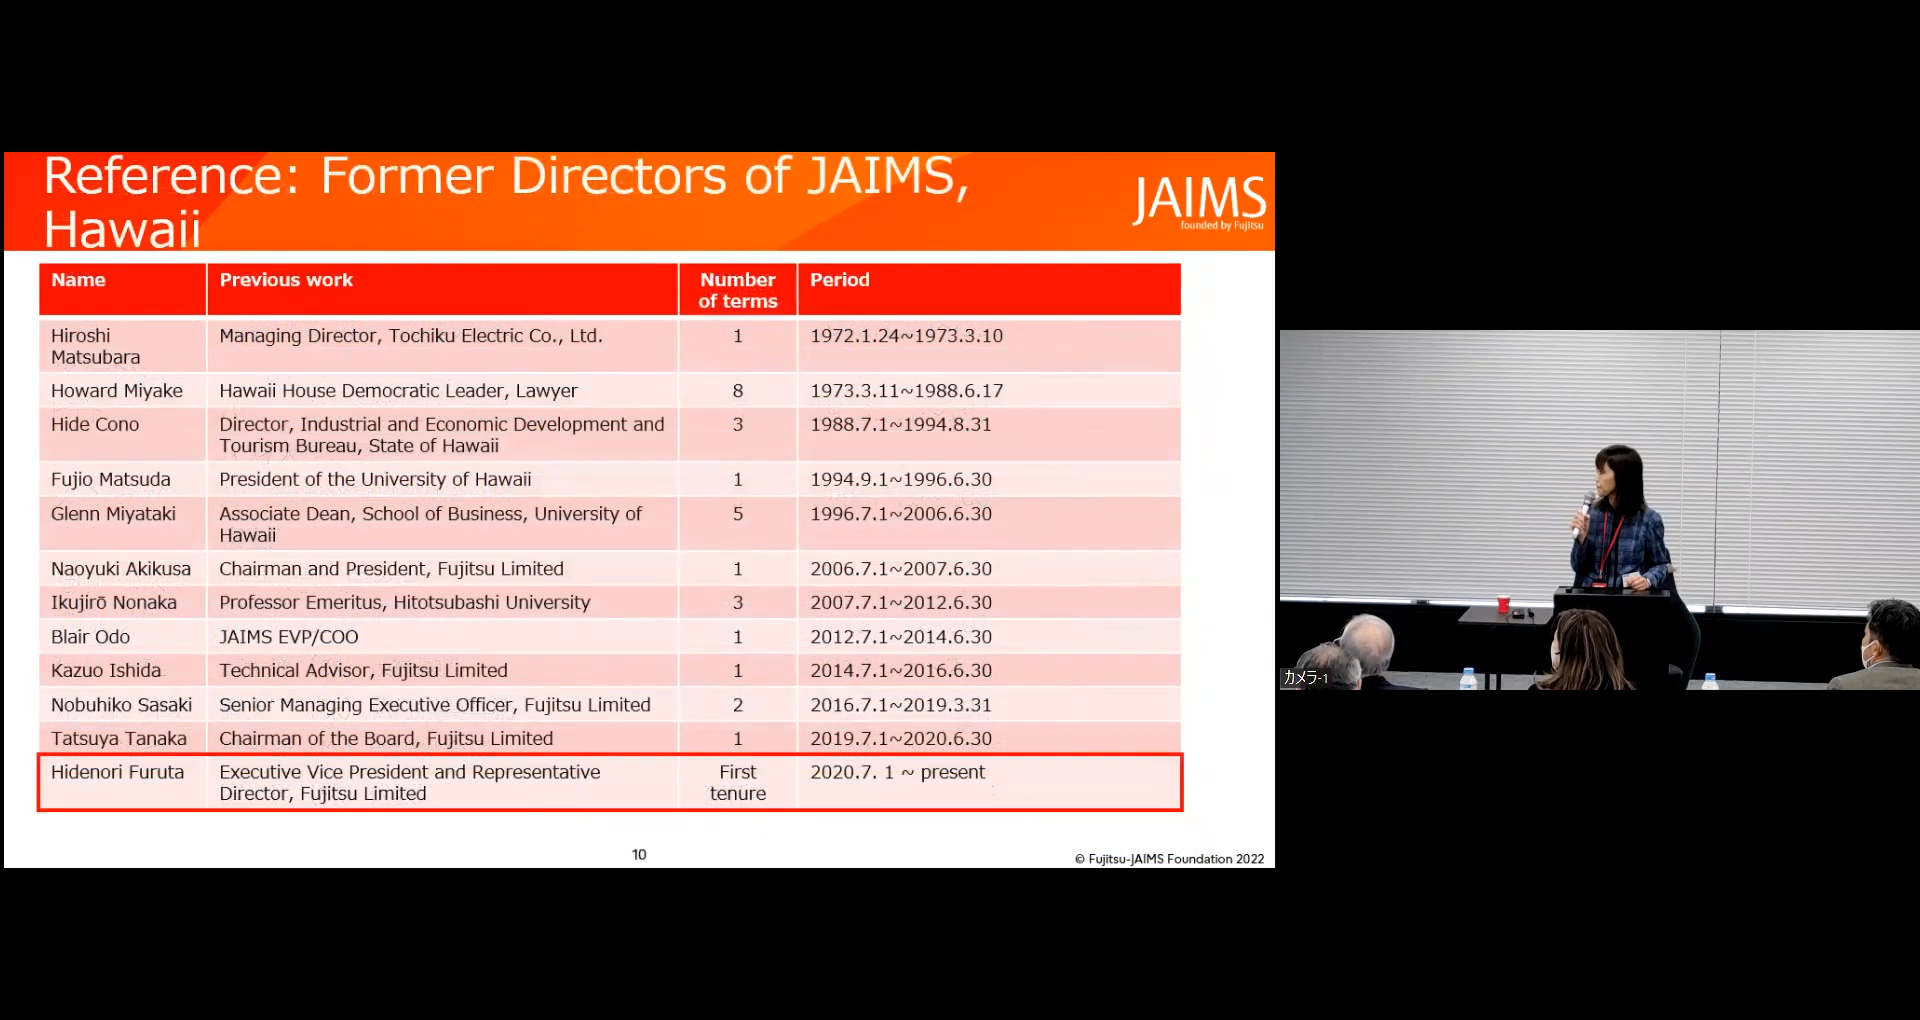 Reference: Former Directors of JAIMS,
Hawaii
JAIMS
founded by Fujitsu
Name Previous work Number of terms Period
Hiroshi Matsubara Managing Director, Tochiku Electric Co., Ltd. 1 1972.1.24~1973.3.10
Howard Miyake Hawaii House Democratic Leader, Lawyer 8 1973.3.11~1988.6.17
Hide Cono Director, Industrial and Economic Development and Tourism Bureau, State of Hawaii 3 1988.7.1~1994.8.31
Fujio Matsuda President of the University of Hawaii 1 1994.9.1~1996.6.30
Glenn Miyataki Associate Dean, School of Business, University of Hawaii 5 1996.7.1~2006.6.30
Naoyuki Akikusa Chairman and President, Fujitsu Limited 1 2006.7.1~2007.6.30
Ikujirō Nonaka Professor Emeritus, Hitotsubashi University 3 2007.7.1~2012.6.30
Blair Odo JAIMS EVP/COO 1 2012.7.1~2014.6.30
Kazuo Ishida Technical Advisor, Fujitsu Limited 1 2014.7.1~2016.6.30
Nobuhiko Sasaki Senior Managing Executive Officer, Fujitsu Limited 2 2016.7.1~2019.3.31
Tatsuya Tanaka Chairman of the Board, Fujitsu Limited 1 2019.7.1~2020.6.30
Hidenori Furuta Executive Vice President and Representative Director, Fujitsu Limited First tenure 2020.7. 1 ~ present
10
© Fujitsu-JAIMS Foundation 2022
カメラ-1